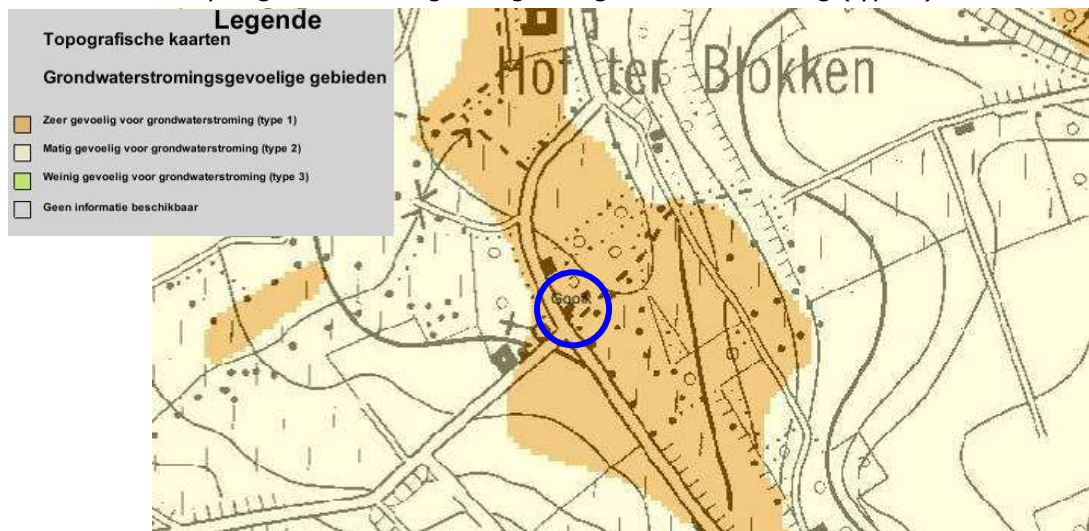 Legende
Topografische kaarten
Grondwaterstromingsgevoelige gebieden
Zeer gevoelig voor grondwaterstroming (type 1)
Matig gevoelig voor grondwaterstroming (type 2)
Weinig gevoelig voor grondwaterstroming (type 3)
Geen informatie beschikbaar
Hof ter Blokken